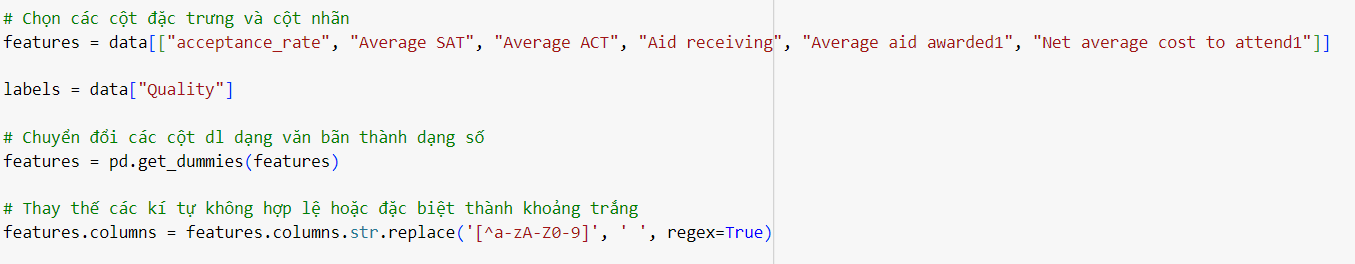 # Chọn các cột đặc trưng và cột nhãn
features = data[["acceptance_rate", "Average SAT", "Average ACT", "Aid receiving", "Average aid awarded1", "Net average cost to attend1"]]
labels = data["Quality"]
# Chuyển đổi các cột dl dạng văn bãn thành dạng số
features = pd.get_dummies(features)
# Thay thế các kí tự không hợp lệ hoặc đặc biệt thành khoảng trắng
features.columns = features.columns.str.replace('[^a-zA-Z0-9]', ' ', regex=True)